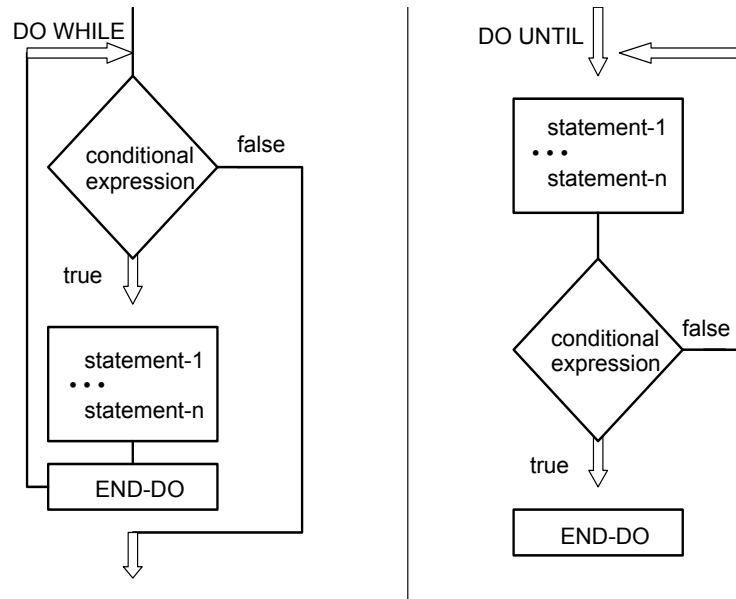 DO WHILE
conditional
expression
false
true
statement-1
• • •
statement-n
END-DO
DO UNTIL
statement-1
• • •
statement-n
conditional
expression
false
true
END-DO